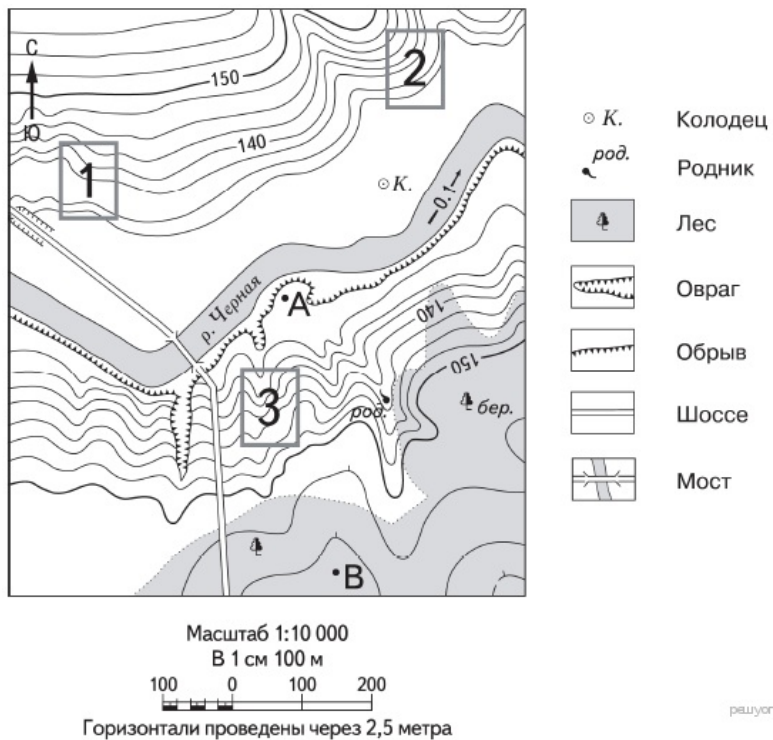 С
Ю
150
140
1
2
К.
0.1
р. Черная
А
140
150
3
род.
бер.
В
К. Колодец
род. Родник
Лес
Овраг
Обрыв
Шоссе
Мост
Масштаб 1:10 000
В 1 см 100 м
100 0 100 200
Горизонтали проведены через 2,5 метра